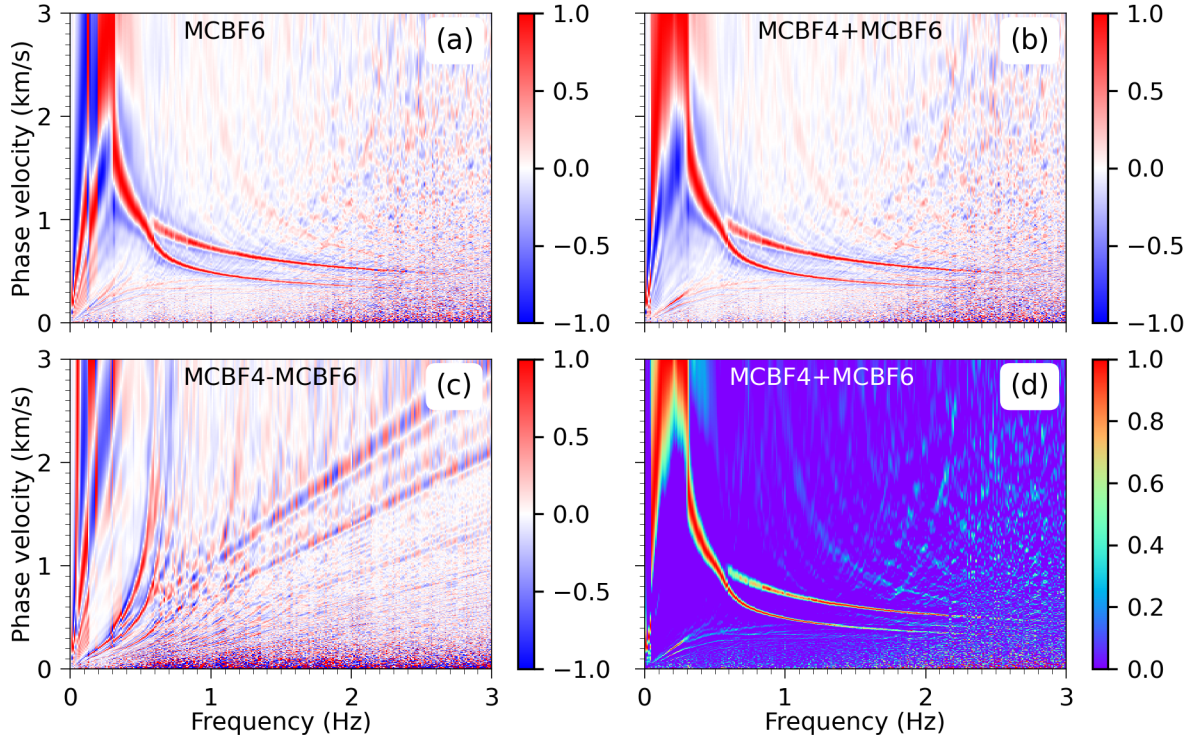 MCBF6
(a)
3
2
1
0
Phase velocity (km/s)
1.0
0.5
0.0
−0.5
−1.0
MCBF4+MCBF6
(b)
1.0
0.5
0.0
−0.5
−1.0
MCBF4-MCBF6
(c)
3
2
1
0
Phase velocity (km/s)
0 1 2 3
Frequency (Hz)
1.0
0.5
0.0
−0.5
−1.0
MCBF4+MCBF6
(d)
0 1 2 3
Frequency (Hz)
1.0
0.8
0.6
0.4
0.2
0.0